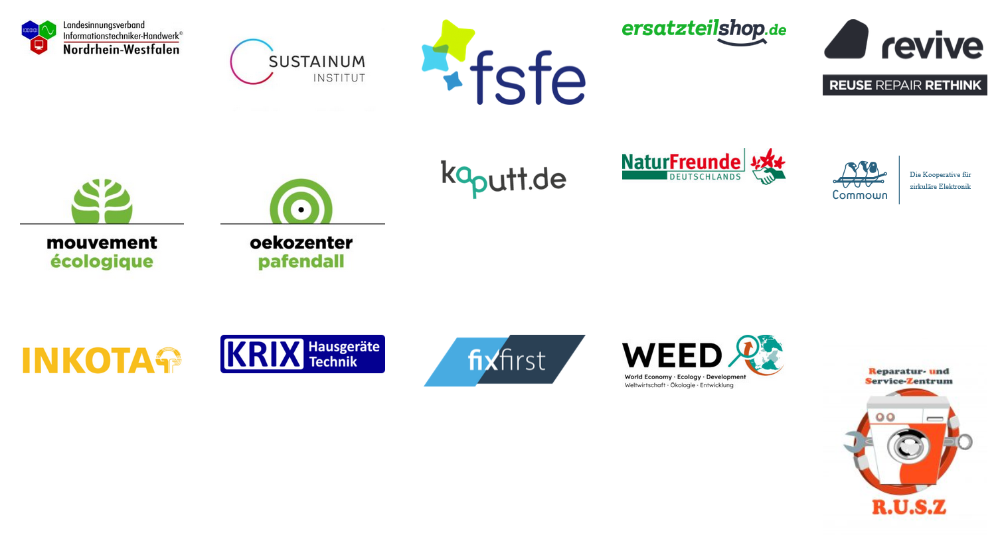 Landesinnungsverband
Informationstechniker-Handwerk©
Nordrhein-Westfalen
SUSTAINUM
INSTITUT
fsfe
ersatzteilshop.de
revive
REUSE REPAIR RETHINK
mouvement
écologique
oekozenter
pafendall
kaputt.de
NaturFreunde
DEUTSCHLANDS
Commown
Die Kooperative für
zirkuläre Elektronik
INKOTA
KRIX Hausgeräte
Technik
fixfirst
WEED
World Economy · Ecology · Development
Weltwirtschaft · Ökologie · Entwicklung
Reparatur- und
Service-Zentrum
R.U.S.Z